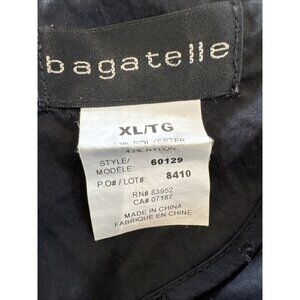 bagatelle
XL/TG
43% NYLON
STYLE/ 60129
MODÈLE:
P.O# / LOT#: 8410
RN# 83952
CA# 07187
MADE IN CHINA
FABRIQUE EN CHINE